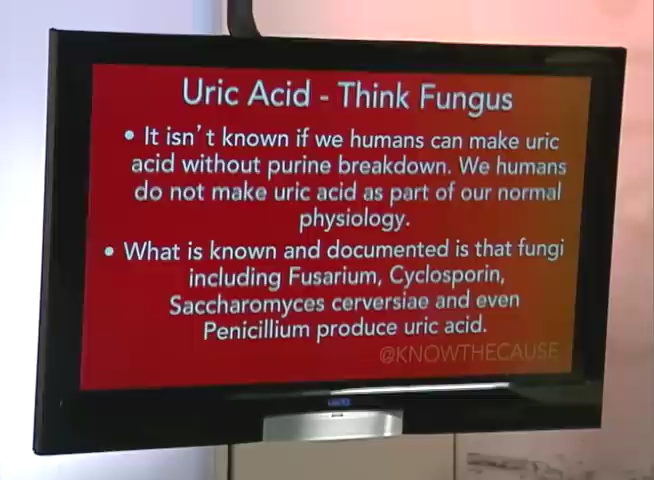 Uric Acid - Think Fungus
• It isn't known if we humans can make uric
acid without purine breakdown. We humans
do not make uric acid as part of our normal
physiology.
• What is known and documented is that fungi
including Fusarium, Cyclosporin,
Saccharomyces cerversiae and even
Penicillium produce uric acid.
@KNOWTHECAUSE